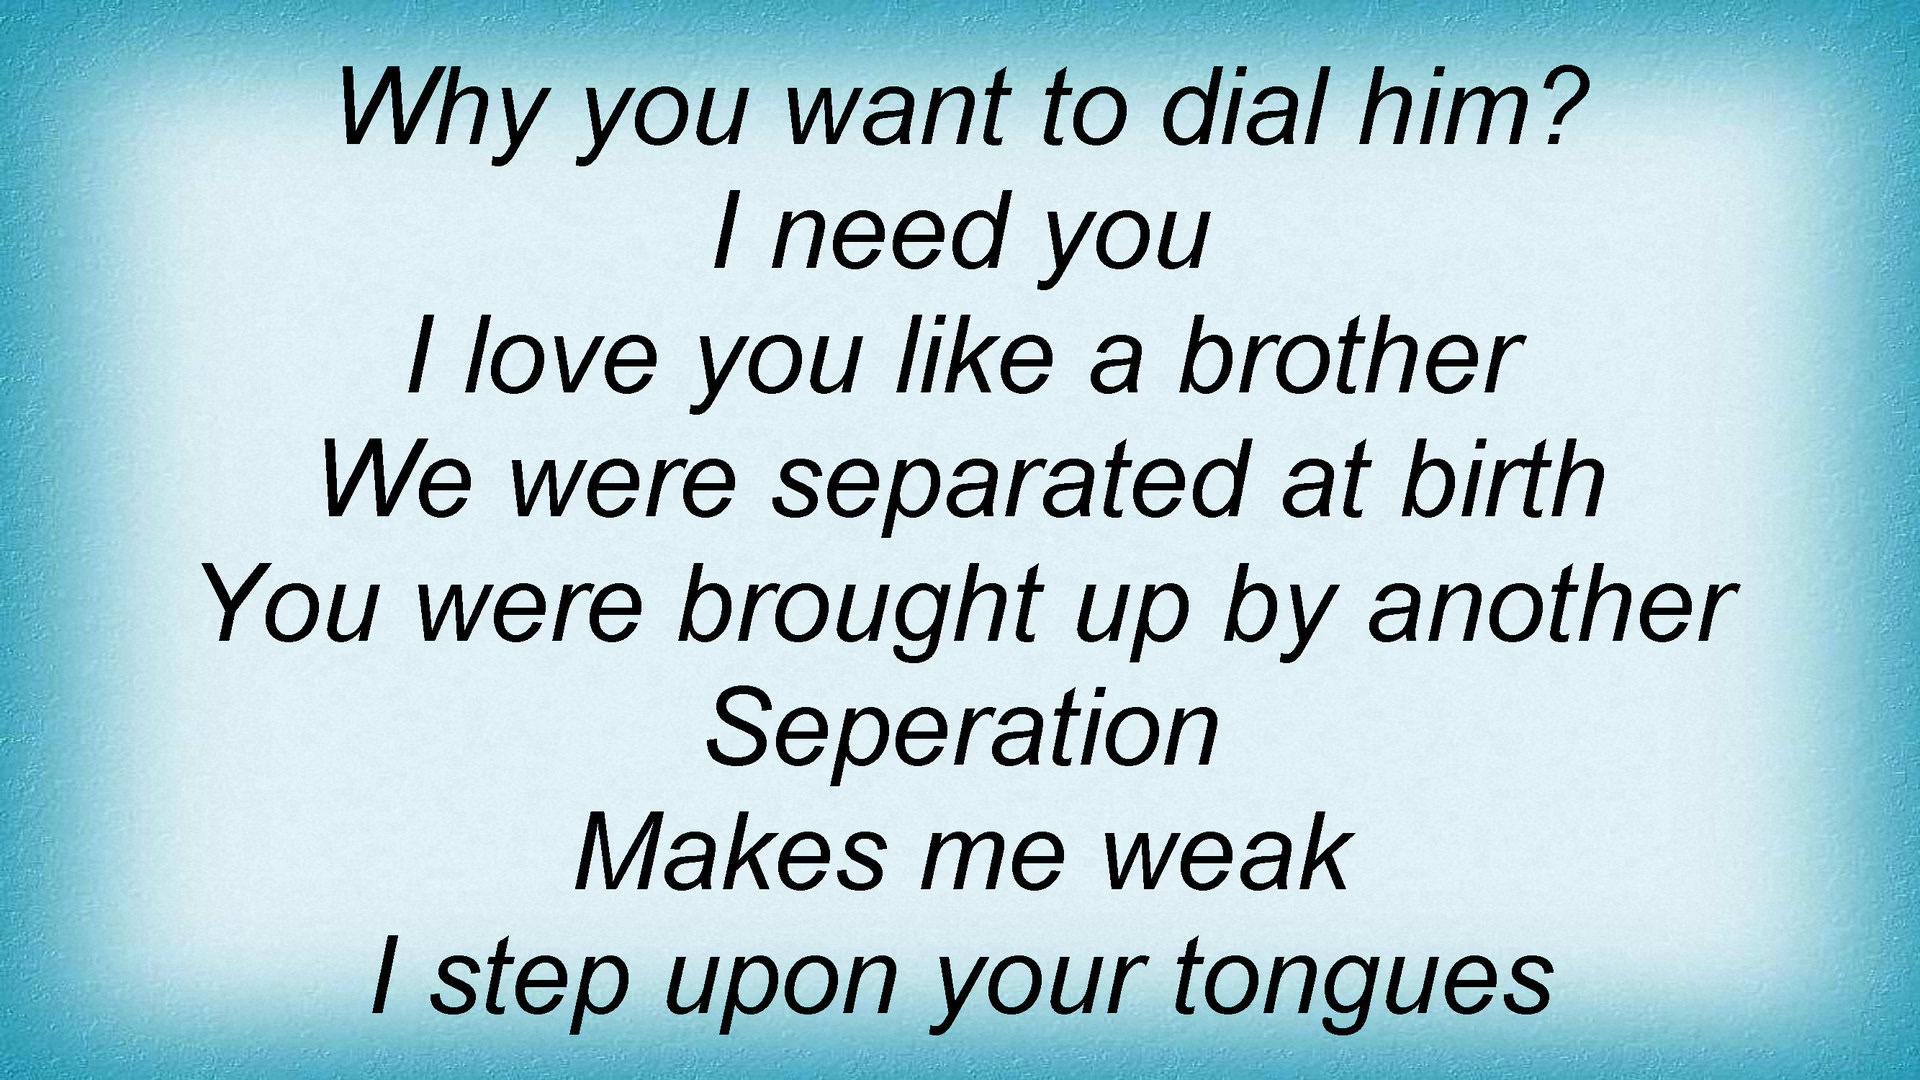 Why you want to dial him?
I need you
I love you like a brother
We were separated at birth
You were brought up by another
Seperation
Makes me weak
I step upon your tongues